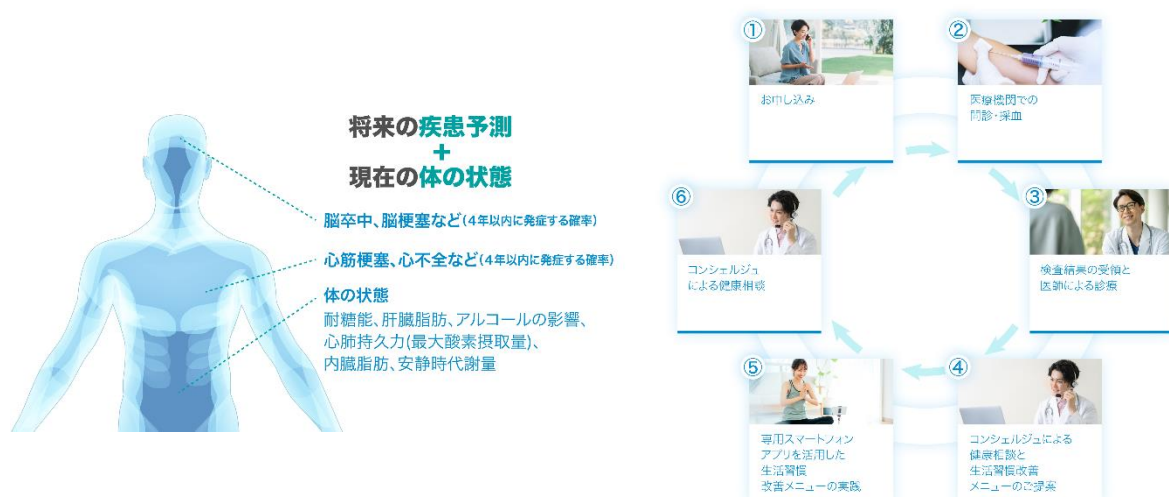 将来の疾患予測
+
現在の体の状態
脳卒中、脳梗塞など(4年以内に発症する確率)
心筋梗塞、心不全など(4年以内に発症する確率)
体の状態
耐糖能、肝臓脂肪、アルコールの影響、
心肺持久力(最大酸素摂取量)、
内臓脂肪、安静時代謝量
①
お申し込み
②
医療機関での
問診・採血
③
検査結果の受領と
医師による診療
④
コンシェルジュによる
健康相談と
生活習慣改善
メニューのご提案
⑤
専用スマートフォン
アプリを活用した
生活習慣
改善メニューの実践
⑥
コンシェルジュ
による健康相談